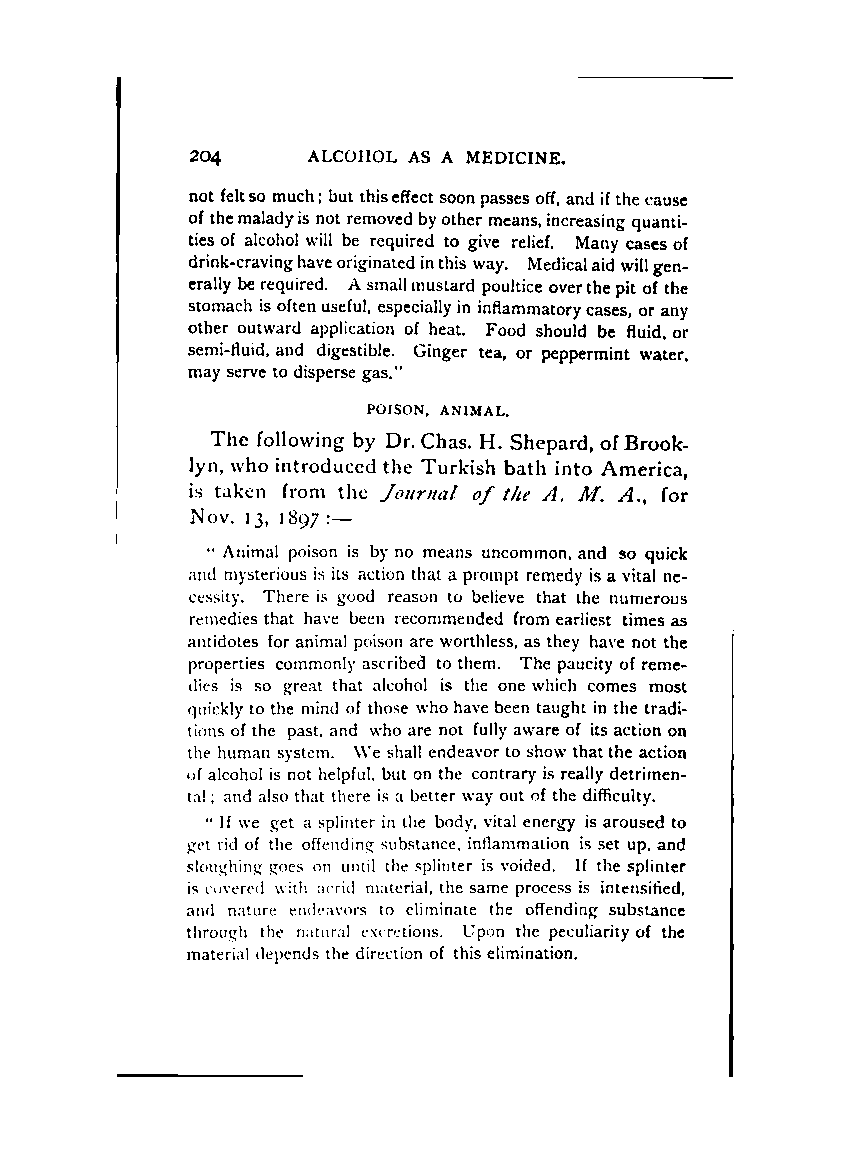 204 ALCOHOL AS A MEDICINE.
not felt so much; but this effect soon passes off, and if the cause
of the malady is not removed by other means, increasing quanti-
ties of alcohol will be required to give relief. Many cases of
drink-craving have originated in this way. Medical aid will gen-
erally be required. A small mustard poultice over the pit of the
stomach is often useful, especially in inflammatory cases, or any
other outward application of heat. Food should be fluid, or
semi-fluid, and digestible. Ginger tea, or peppermint water,
may serve to disperse gas."
POISON, ANIMAL.
The following by Dr. Chas. H. Shepard, of Brook-
lyn, who introduced the Turkish bath into America,
is taken from the Journal of the A. M. A., for
Nov. 13, 1897 :—
" Animal poison is by no means uncommon, and so quick
and mysterious is its action that a prompt remedy is a vital ne-
cessity. There is good reason to believe that the numerous
remedies that have been recommended from earliest times as
antidotes for animal poison are worthless, as they have not the
properties commonly ascribed to them. The paucity of reme-
dies is so great that alcohol is the one which comes most
quickly to the mind of those who have been taught in the tradi-
tions of the past, and who are not fully aware of its action on
the human system. We shall endeavor to show that the action
of alcohol is not helpful, but on the contrary is really detrimen-
tal; and also that there is a better way out of the difficulty.
" If we get a splinter in the body, vital energy is aroused to
get rid of the offending substance, inflammation is set up, and
sloughing goes on until the splinter is voided. If the splinter
is covered with acrid material, the same process is intensified,
and nature endeavors to eliminate the offending substance
through the natural excretions. Upon the peculiarity of the
material depends the direction of this elimination.